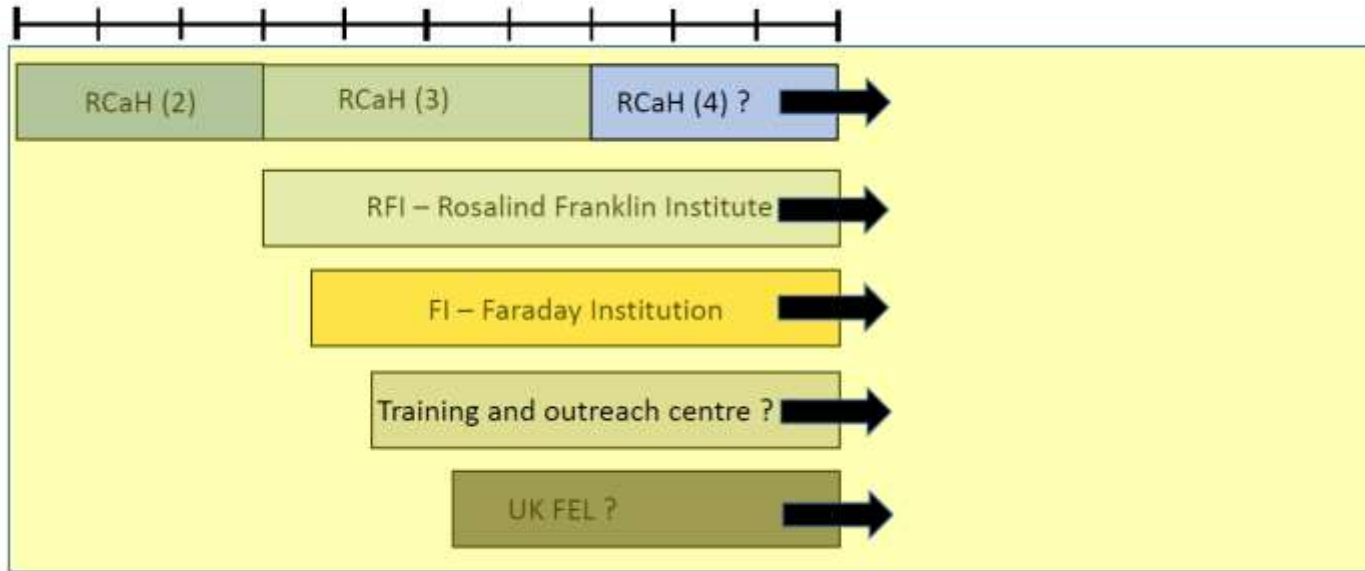 RCaH (2)
RCaH (3)
RCaH (4) ?
RFI – Rosalind Franklin Institute
FI – Faraday Institution
Training and outreach centre ?
UK FEL ?